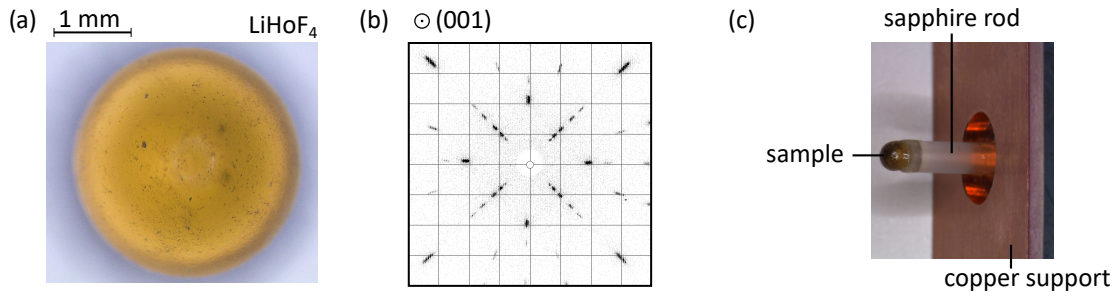 (a)
1 mm
LiHoF₄
(b)
⊙ (001)
(c)
sapphire rod
sample
copper support